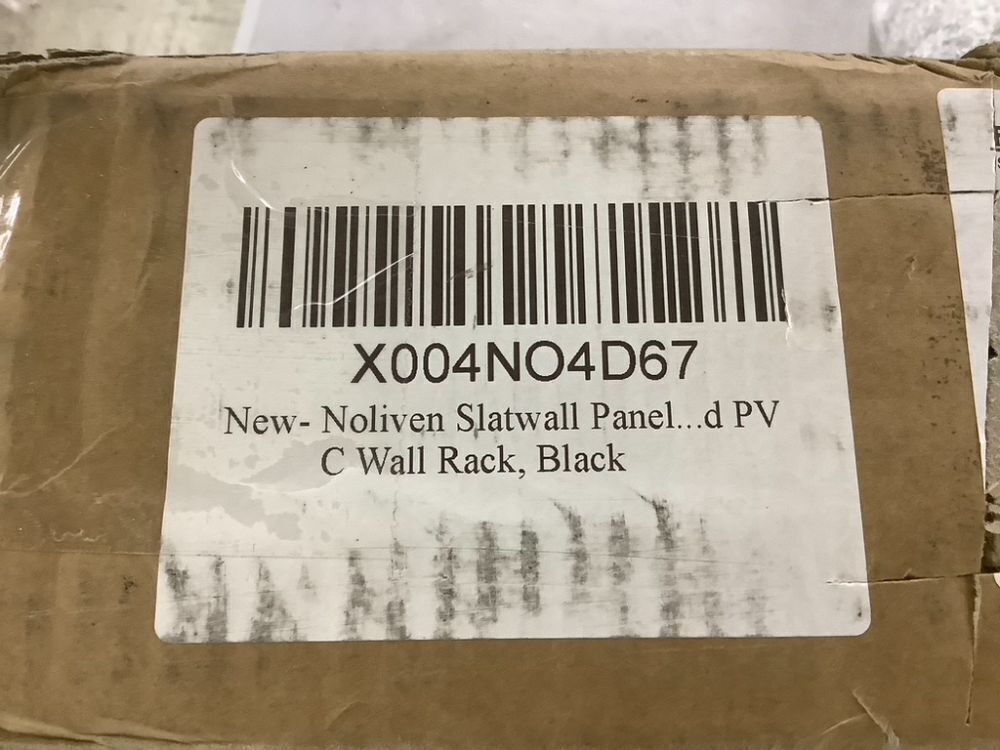 X004NO4D67
New- Noliven Slatwall Panel...d PV
C Wall Rack, Black